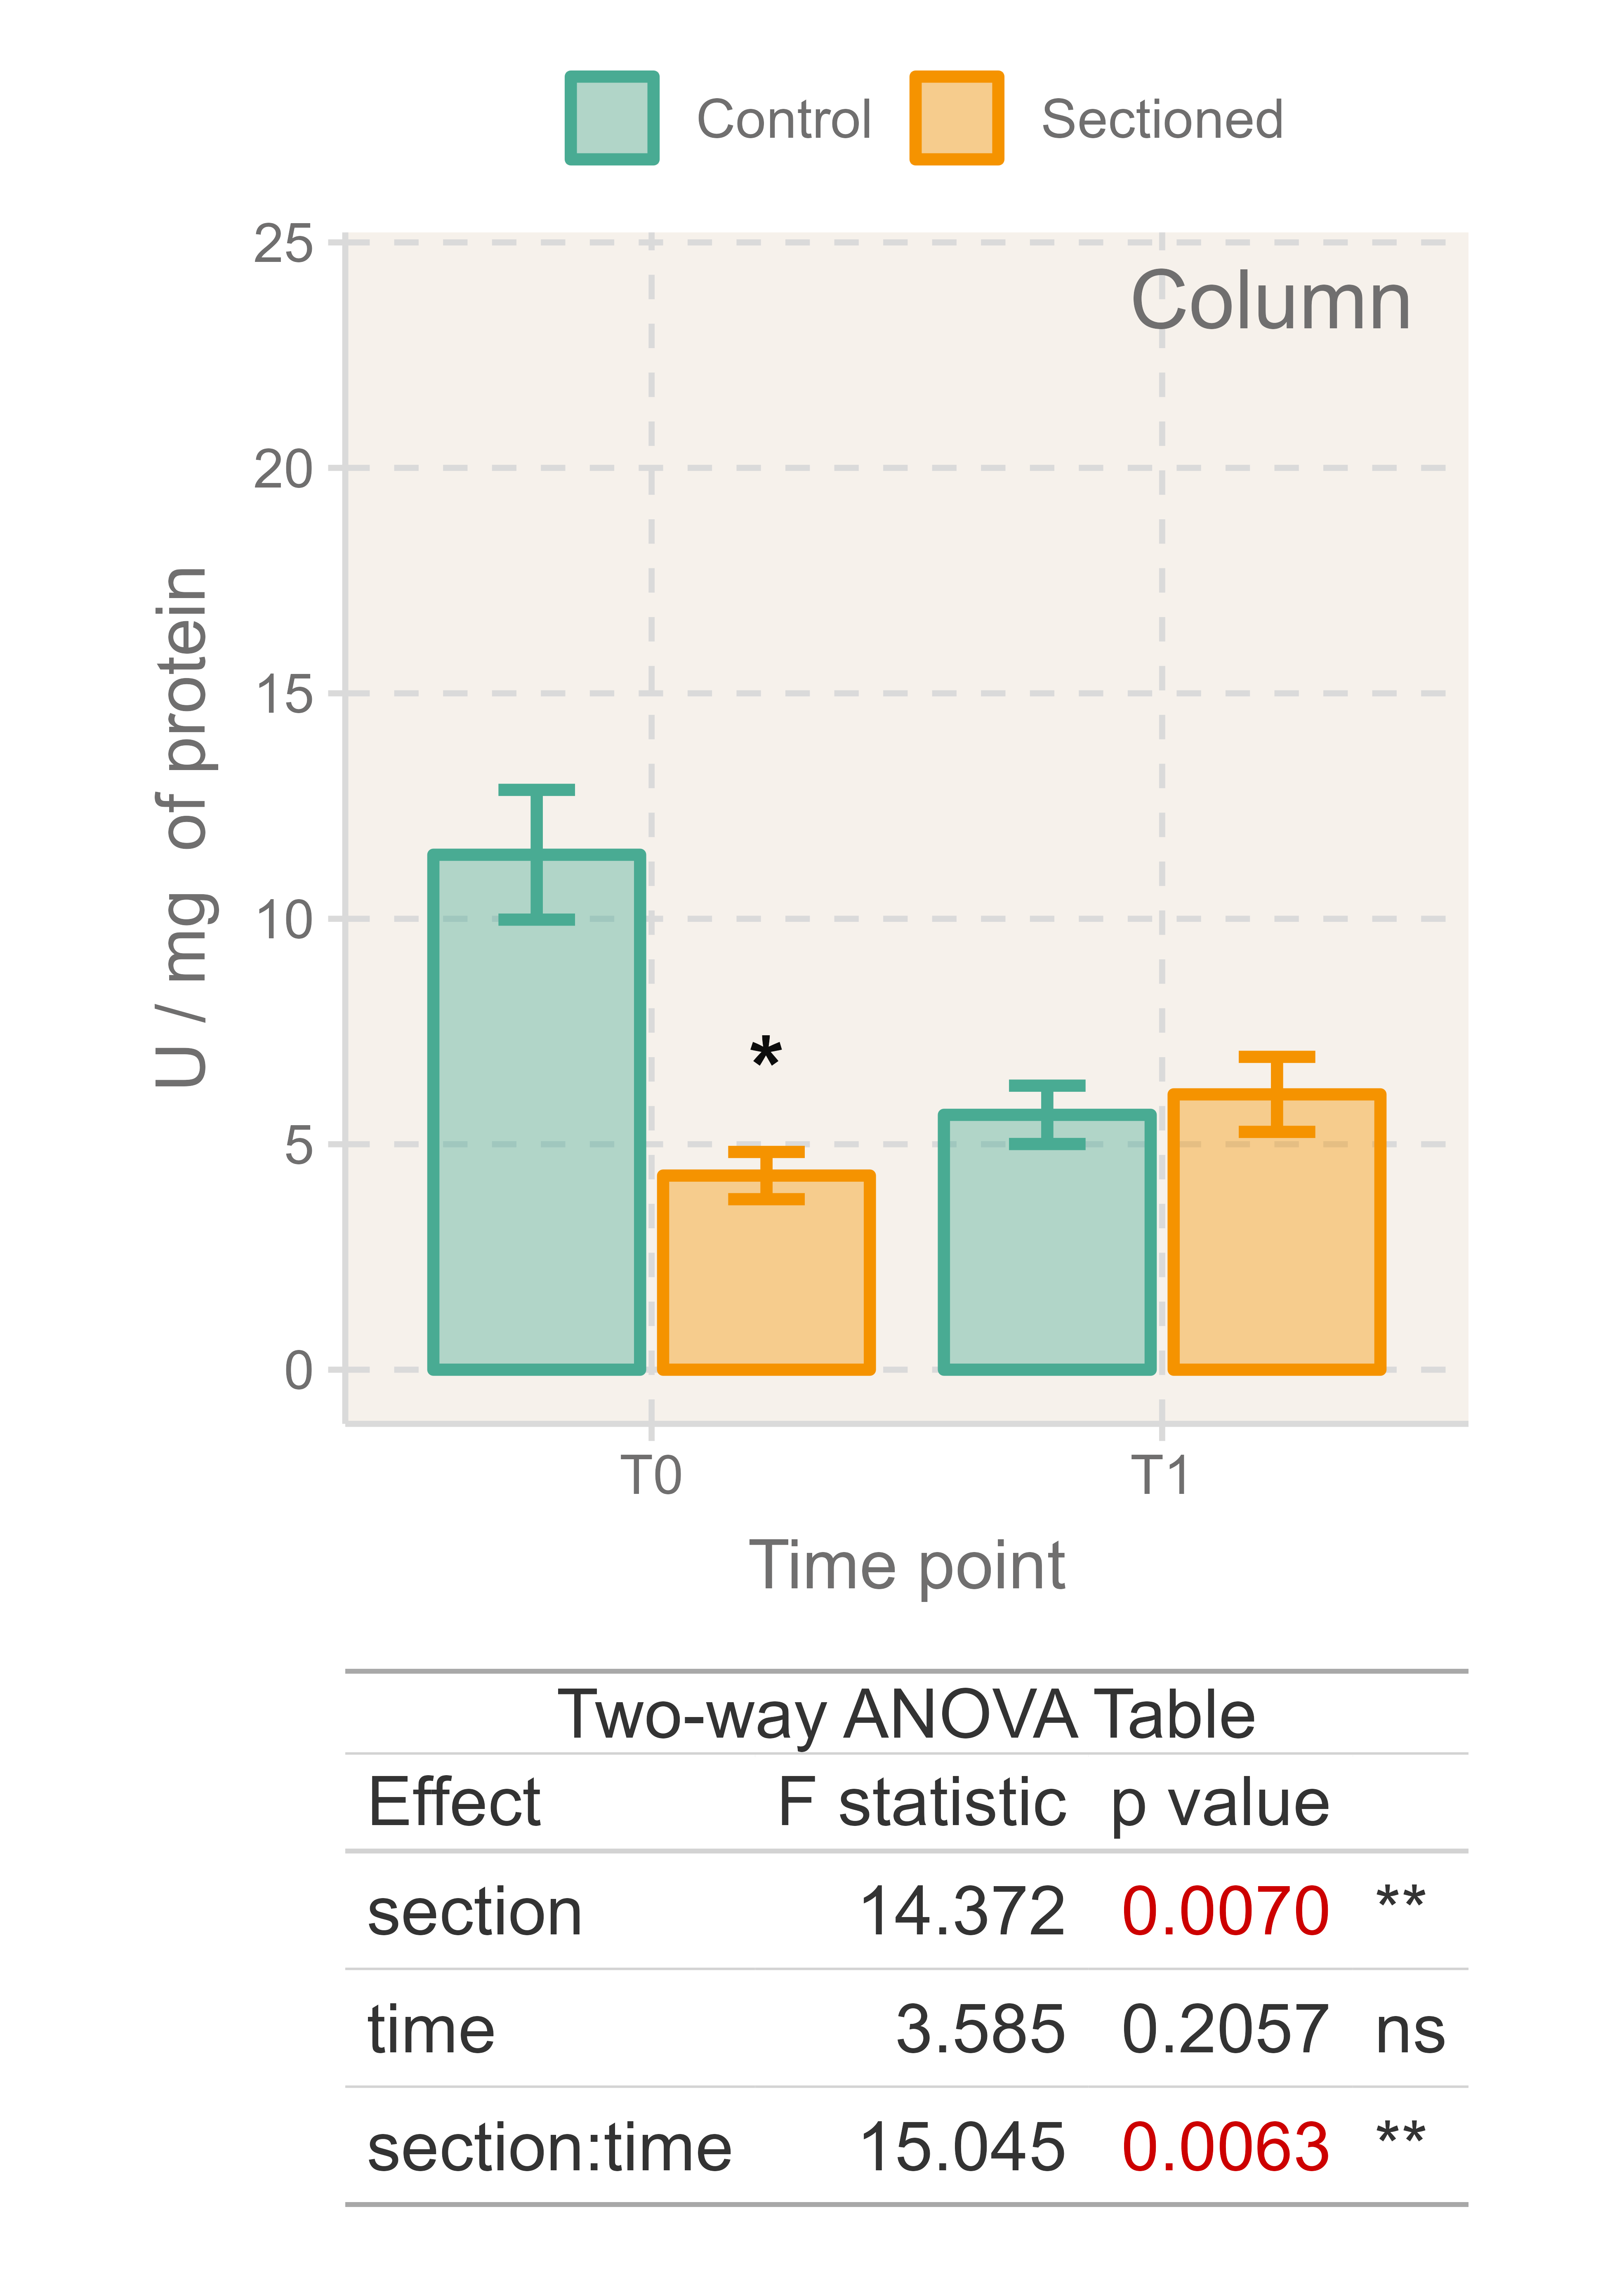 Control Sectioned
Column
25
20
15
10
5
0
U / mg of protein
*
T0 T1
Time point
Two-way ANOVA Table
Effect F statistic p value
section 14.372 0.0070 **
time 3.585 0.2057 ns
section:time 15.045 0.0063 **